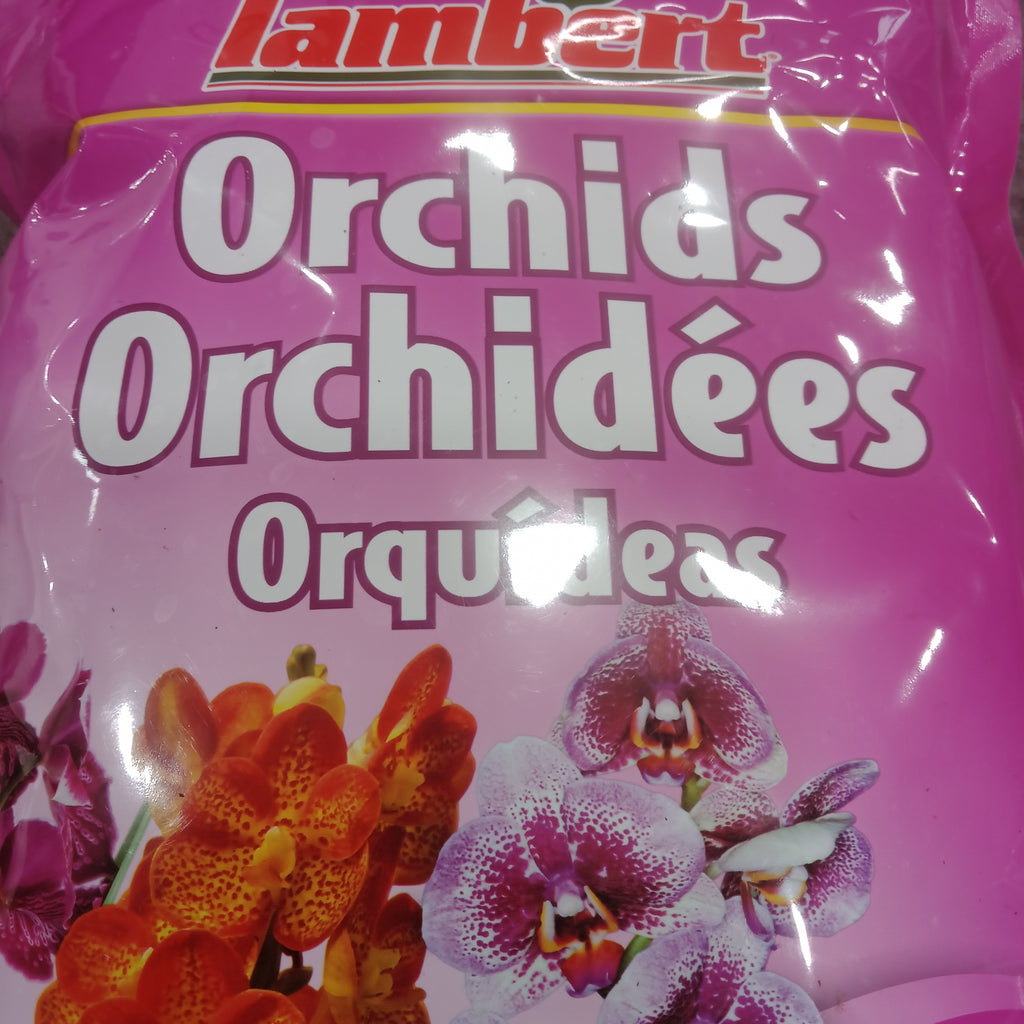 lambert
Orchids
Orchidées
Orquídeas